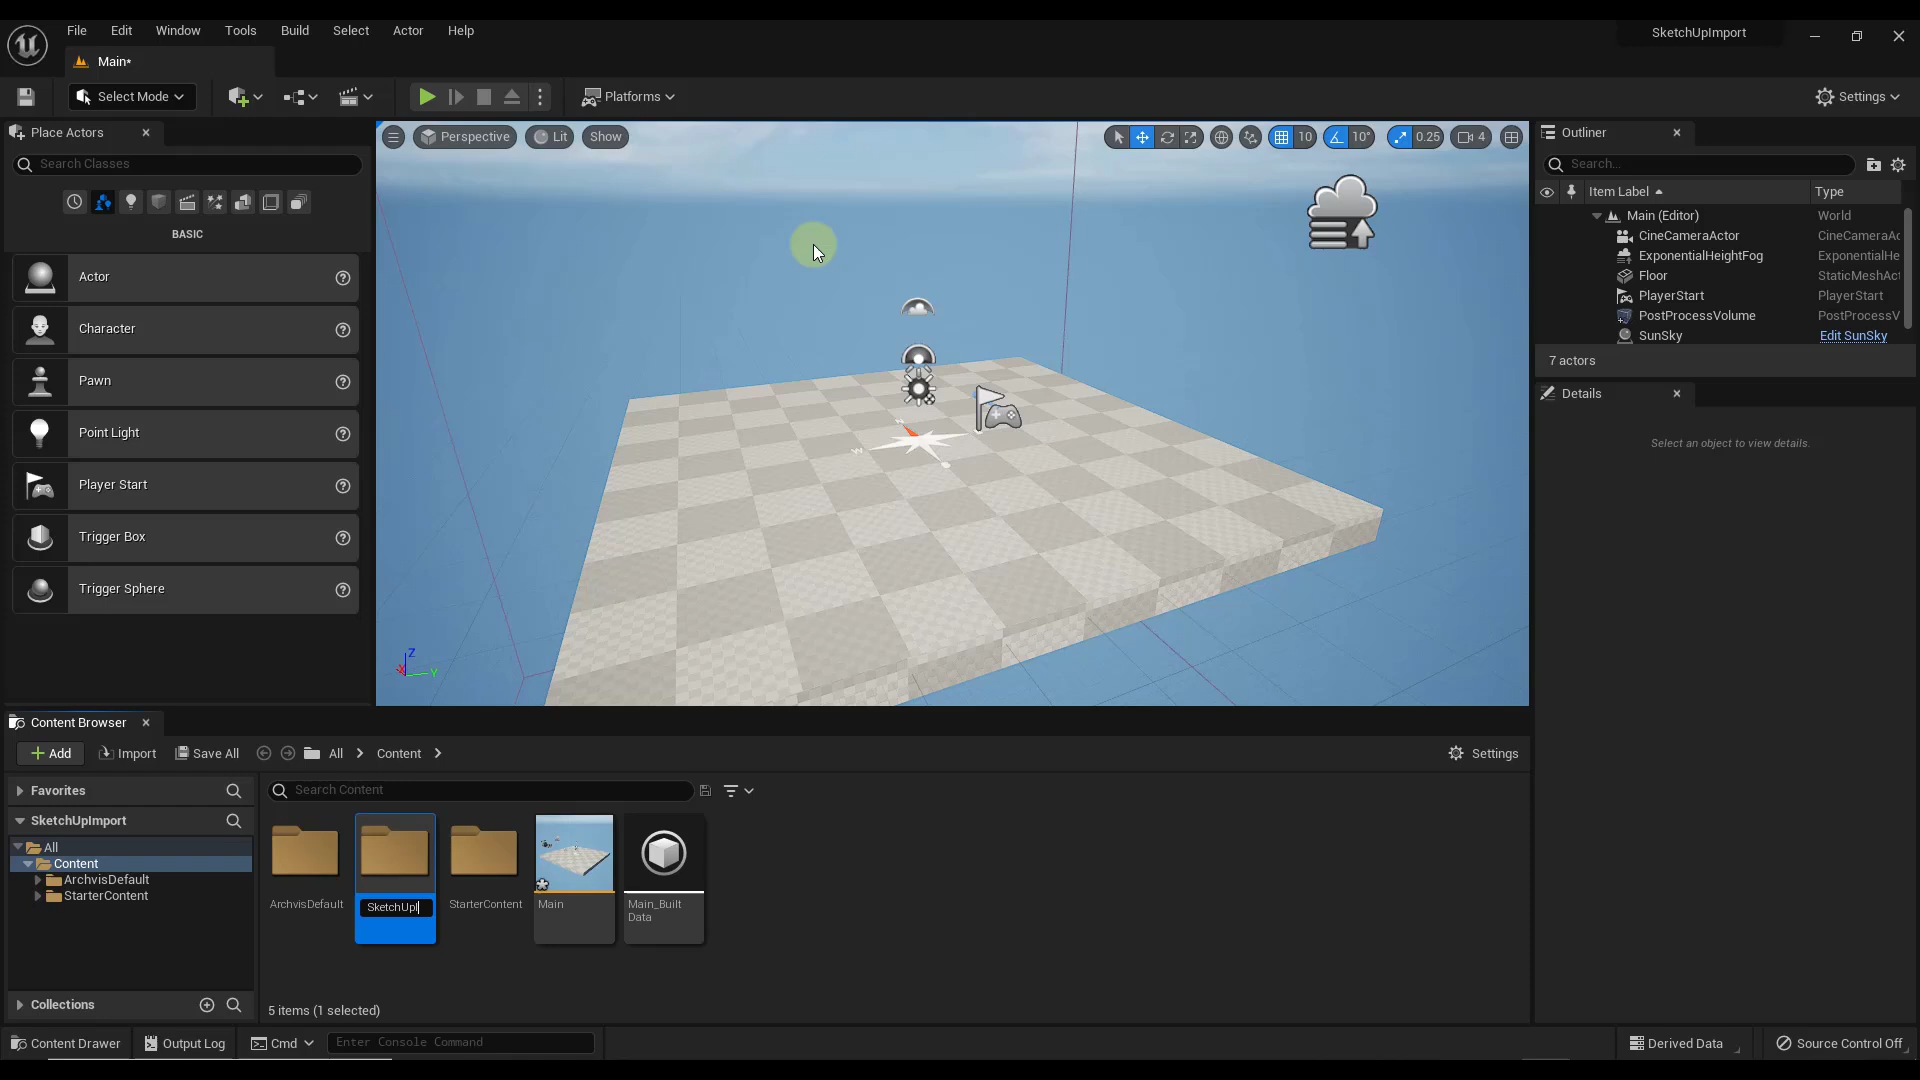 File Edit Window Tools Build Select Actor Help
SketchUpImport
Main*
Select Mode
Platforms
Settings
Place Actors
Search Classes
BASIC
Actor
Character
Point Light
Pawn
Player Start
Trigger Box
Trigger Sphere
Perspective Lit Show
10 10° 0.25 4
Z
X
Y
Outliner
Search...
Item Label Type
Main (Editor) World
CineCameraActor CineCameraAc
ExponentialHeightFog ExponentialHe
Floor StaticMeshAct
PlayerStart PlayerStart
PostProcessVolume PostProcessV
SunSky Edit SunSky
7 actors
Details
Select an object to view details.
Content Browser
Add Import Save All All Content Settings
Favorites
SketchUpImport
All
Content
ArchvisDefault
StarterContent
Collections
Search Content
ArchvisDefault
SketchUpI
StarterContent
Main
Main_Built
Data
5 items (1 selected)
Content Drawer Output Log Cmd Enter Console Command Derived Data Source Control Off